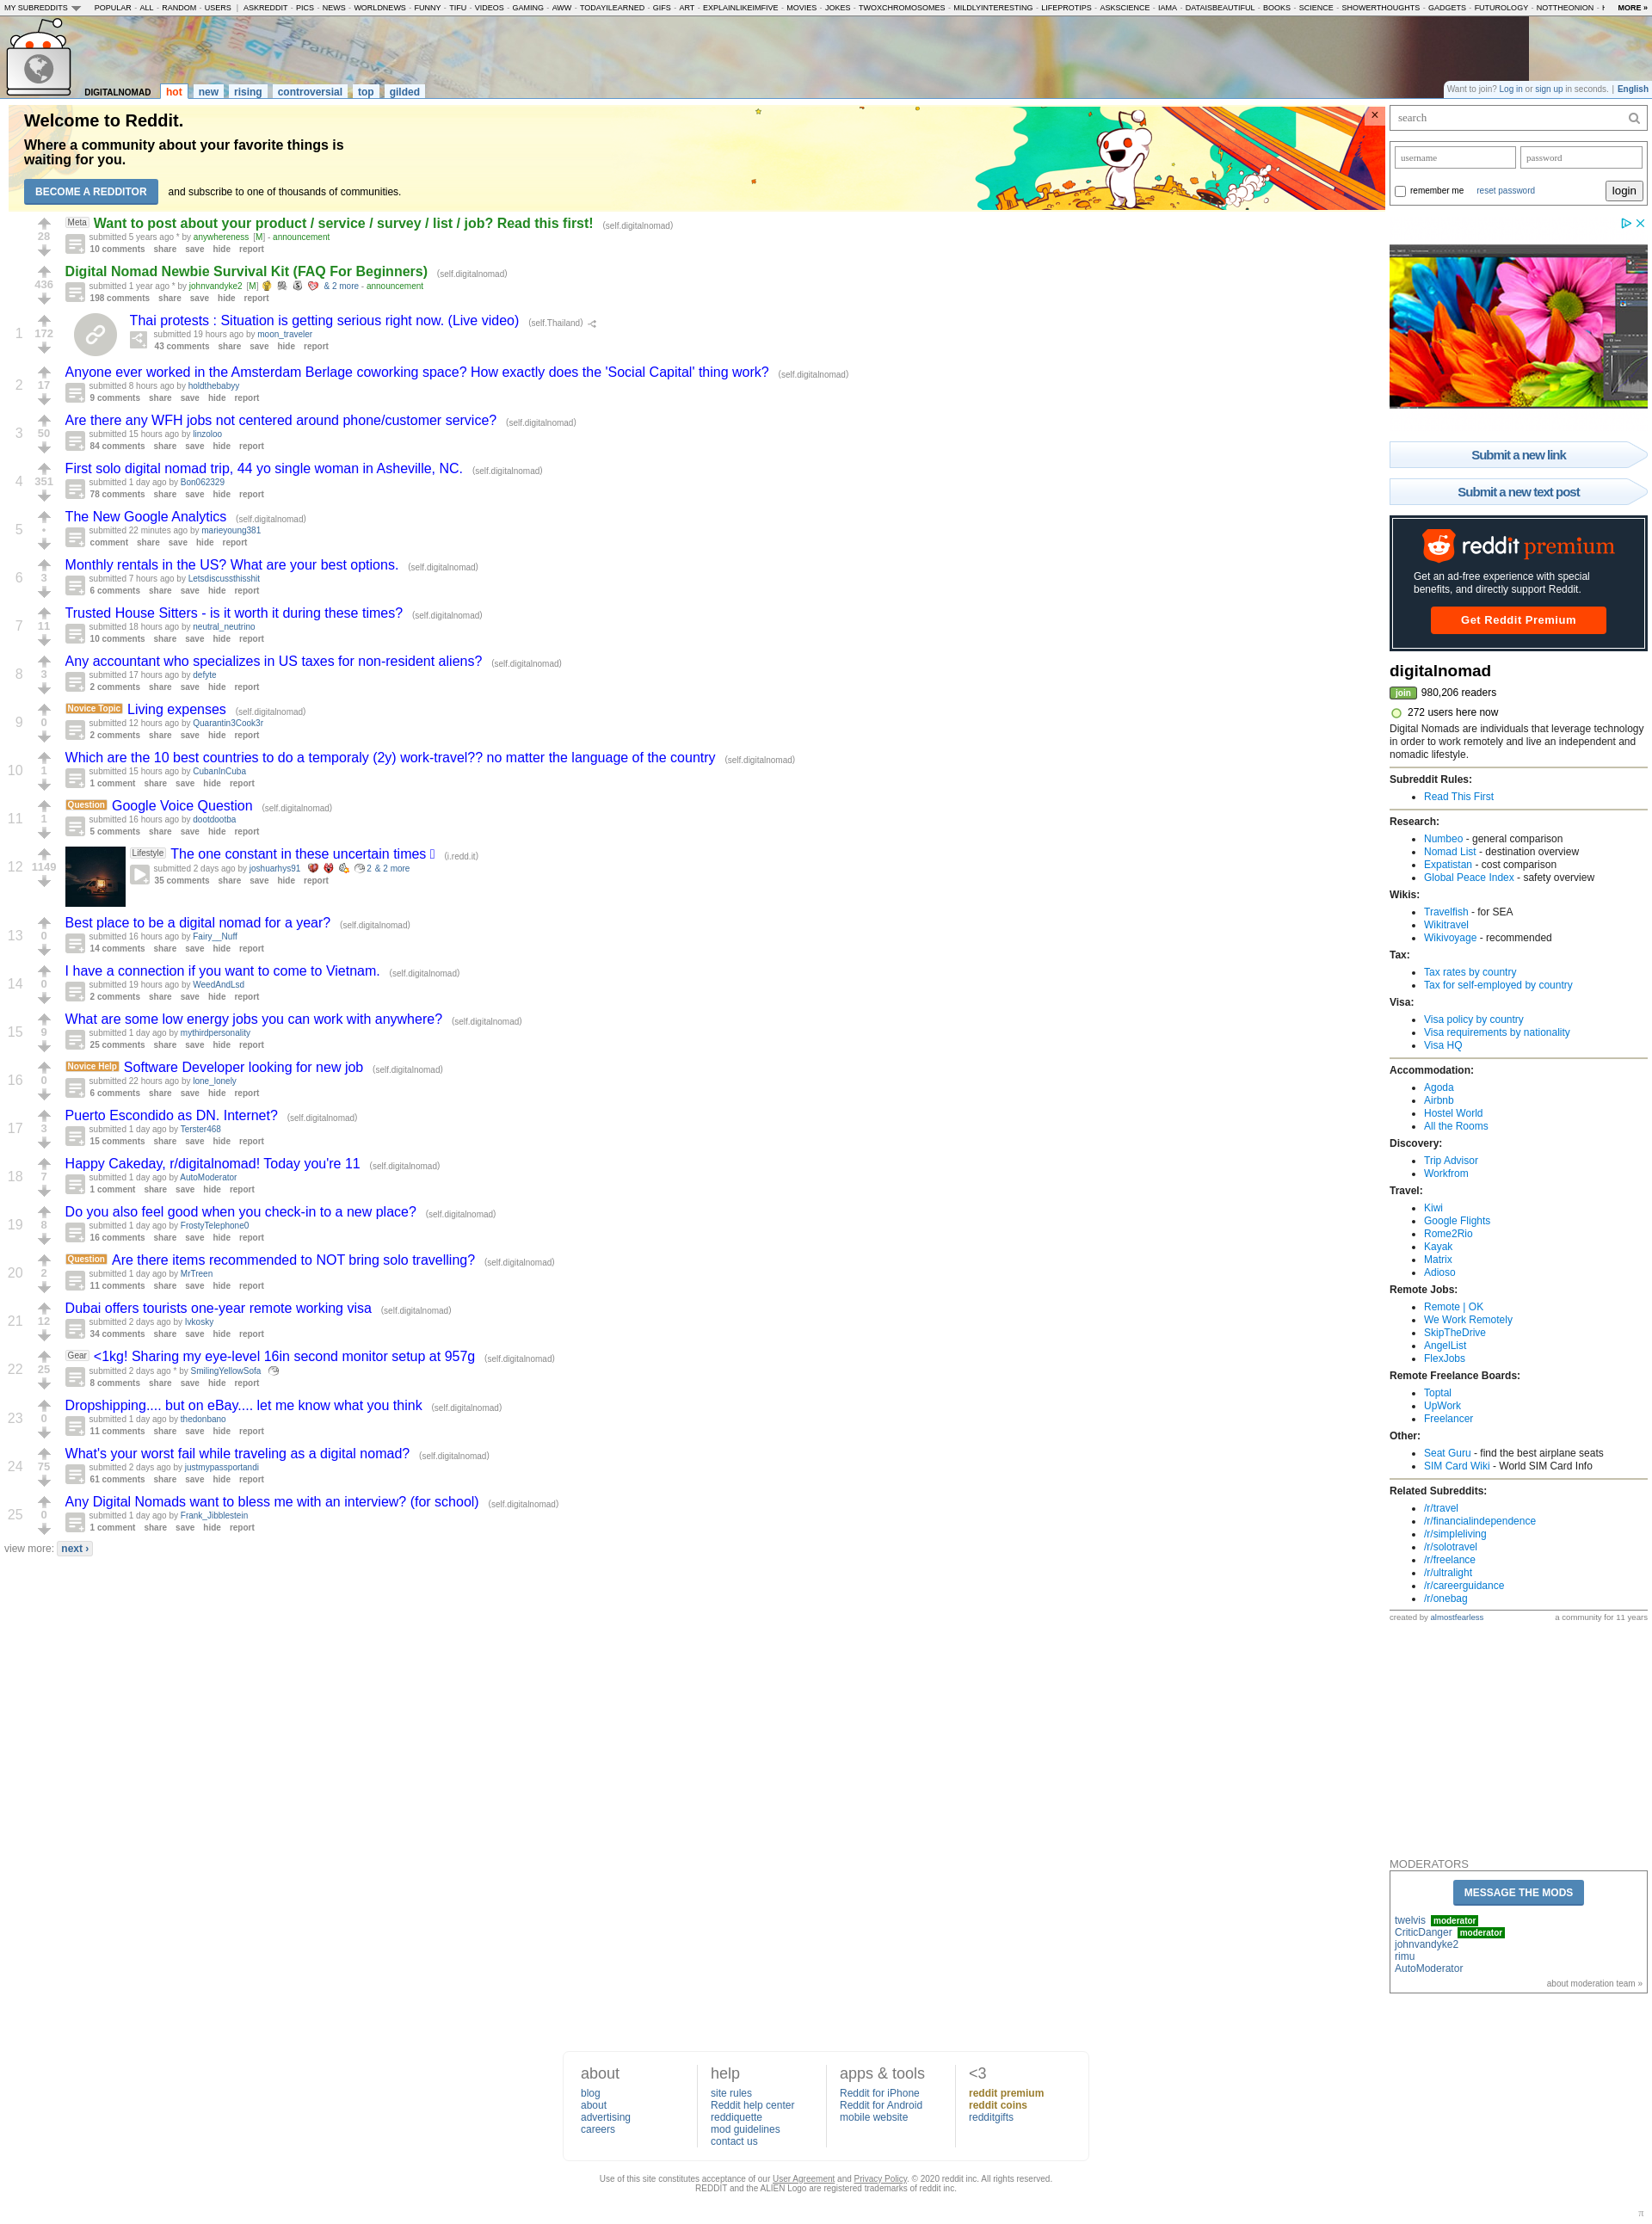 MY SUBREDDITS POPULAR - ALL - RANDOM - USERS | ASKREDDIT - PICS - NEWS - WORLDNEWS - FUNNY - TIFU - VIDEOS - GAMING - AWW - TODAYILEARNED - GIFS - ART - EXPLAINLIKEIMFIVE - MOVIES - JOKES - TWOXCHROMOSOMES - MILDLYINTERESTING - LIFEPROTIPS - ASKSCIENCE - IAMA - DATAISBEAUTIFUL - BOOKS - SCIENCE - SHOWERTHOUGHTS - GADGETS - FUTUROLOGY - NOTTHEONION - MORE »
DIGITALNOMAD hot new rising controversial top gilded
Want to join? Log in or sign up in seconds. | English
Welcome to Reddit.
Where a community about your favorite things is
waiting for you.
BECOME A REDDITOR and subscribe to one of thousands of communities.
×
28
Meta Want to post about your product / service / survey / list / job? Read this first! (self.digitalnomad)
submitted 5 years ago * by anywhereness [M] - announcement
10 comments share save hide report
436
Digital Nomad Newbie Survival Kit (FAQ For Beginners) (self.digitalnomad)
submitted 1 year ago * by johnvandyke2 [M] & 2 more - announcement
198 comments share save hide report
1 172
Thai protests : Situation is getting serious right now. (Live video) (self.Thailand)
submitted 19 hours ago by moon_traveler
43 comments share save hide report
2 17
Anyone ever worked in the Amsterdam Berlage coworking space? How exactly does the 'Social Capital' thing work? (self.digitalnomad)
submitted 8 hours ago by holdthebabyy
9 comments share save hide report
3 50
Are there any WFH jobs not centered around phone/customer service? (self.digitalnomad)
submitted 15 hours ago by linzoloo
84 comments share save hide report
4 351
First solo digital nomad trip, 44 yo single woman in Asheville, NC. (self.digitalnomad)
submitted 1 day ago by Bon062329
78 comments share save hide report
5 •
The New Google Analytics (self.digitalnomad)
submitted 22 minutes ago by marieyoung381
comment share save hide report
6 3
Monthly rentals in the US? What are your best options. (self.digitalnomad)
submitted 7 hours ago by Letsdiscussthisshit
6 comments share save hide report
7 11
Trusted House Sitters - is it worth it during these times? (self.digitalnomad)
submitted 18 hours ago by neutral_neutrino
10 comments share save hide report
8 3
Any accountant who specializes in US taxes for non-resident aliens? (self.digitalnomad)
submitted 17 hours ago by defyte
2 comments share save hide report
9 0
Novice Topic Living expenses (self.digitalnomad)
submitted 12 hours ago by Quarantin3Cook3r
2 comments share save hide report
10 1
Which are the 10 best countries to do a temporaly (2y) work-travel?? no matter the language of the country (self.digitalnomad)
submitted 15 hours ago by CubanInCuba
1 comment share save hide report
11 1
Question Google Voice Question (self.digitalnomad)
submitted 16 hours ago by dootdootba
5 comments share save hide report
12 1149
Lifestyle The one constant in these uncertain times (i.redd.it)
submitted 2 days ago by joshuarhys91 2 & 2 more
35 comments share save hide report
13 0
Best place to be a digital nomad for a year? (self.digitalnomad)
submitted 16 hours ago by Fairy__Nuff
14 comments share save hide report
14 0
I have a connection if you want to come to Vietnam. (self.digitalnomad)
submitted 19 hours ago by WeedAndLsd
2 comments share save hide report
15 9
What are some low energy jobs you can work with anywhere? (self.digitalnomad)
submitted 1 day ago by mythirdpersonality
25 comments share save hide report
16 0
Novice Help Software Developer looking for new job (self.digitalnomad)
submitted 22 hours ago by lone_lonely
6 comments share save hide report
17 3
Puerto Escondido as DN. Internet? (self.digitalnomad)
submitted 1 day ago by Terster468
15 comments share save hide report
18 7
Happy Cakeday, r/digitalnomad! Today you're 11 (self.digitalnomad)
submitted 1 day ago by AutoModerator
1 comment share save hide report
19 8
Do you also feel good when you check-in to a new place? (self.digitalnomad)
submitted 1 day ago by FrostyTelephone0
16 comments share save hide report
20 2
Question Are there items recommended to NOT bring solo travelling? (self.digitalnomad)
submitted 1 day ago by MrTreen
11 comments share save hide report
21 12
Dubai offers tourists one-year remote working visa (self.digitalnomad)
submitted 2 days ago by lvkosky
34 comments share save hide report
22 25
Gear <1kg! Sharing my eye-level 16in second monitor setup at 957g (self.digitalnomad)
submitted 2 days ago * by SmilingYellowSofa
8 comments share save hide report
23 0
Dropshipping.... but on eBay.... let me know what you think (self.digitalnomad)
submitted 1 day ago by thedonbano
11 comments share save hide report
24 75
What's your worst fail while traveling as a digital nomad? (self.digitalnomad)
submitted 2 days ago by justmypassportandi
61 comments share save hide report
25 0
Any Digital Nomads want to bless me with an interview? (for school) (self.digitalnomad)
submitted 1 day ago by Frank_Jibblestein
1 comment share save hide report
view more: next ›
search
username password
remember me reset password login
Submit a new link
Submit a new text post
reddit premium
Get an ad-free experience with special
benefits, and directly support Reddit.
Get Reddit Premium
digitalnomad
join 980,206 readers
272 users here now
Digital Nomads are individuals that leverage technology
in order to work remotely and live an independent and
nomadic lifestyle.
Subreddit Rules:
Read This First
Research:
Numbeo - general comparison
Nomad List - destination overview
Expatistan - cost comparison
Global Peace Index - safety overview
Wikis:
Travelfish - for SEA
Wikitravel
Wikivoyage - recommended
Tax:
Tax rates by country
Tax for self-employed by country
Visa:
Visa policy by country
Visa requirements by nationality
Visa HQ
Accommodation:
Agoda
Airbnb
Hostel World
All the Rooms
Discovery:
Trip Advisor
Workfrom
Travel:
Kiwi
Google Flights
Rome2Rio
Kayak
Matrix
Adioso
Remote Jobs:
Remote | OK
We Work Remotely
SkipTheDrive
AngelList
FlexJobs
Remote Freelance Boards:
Toptal
UpWork
Freelancer
Other:
Seat Guru - find the best airplane seats
SIM Card Wiki - World SIM Card Info
Related Subreddits:
/r/travel
/r/financialindependence
/r/simpleliving
/r/solotravel
/r/freelance
/r/ultralight
/r/careerguidance
/r/onebag
created by almostfearless a community for 11 years
MODERATORS
MESSAGE THE MODS
twelvis moderator
CriticDanger moderator
johnvandyke2
rimu
AutoModerator
about moderation team »
about
blog
about
advertising
careers
help
site rules
Reddit help center
reddiquette
mod guidelines
contact us
apps & tools
Reddit for iPhone
Reddit for Android
mobile website
<3
reddit premium
reddit coins
redditgifts
Use of this site constitutes acceptance of our User Agreement and Privacy Policy. © 2020 reddit inc. All rights reserved.
REDDIT and the ALIEN Logo are registered trademarks of reddit inc.
π